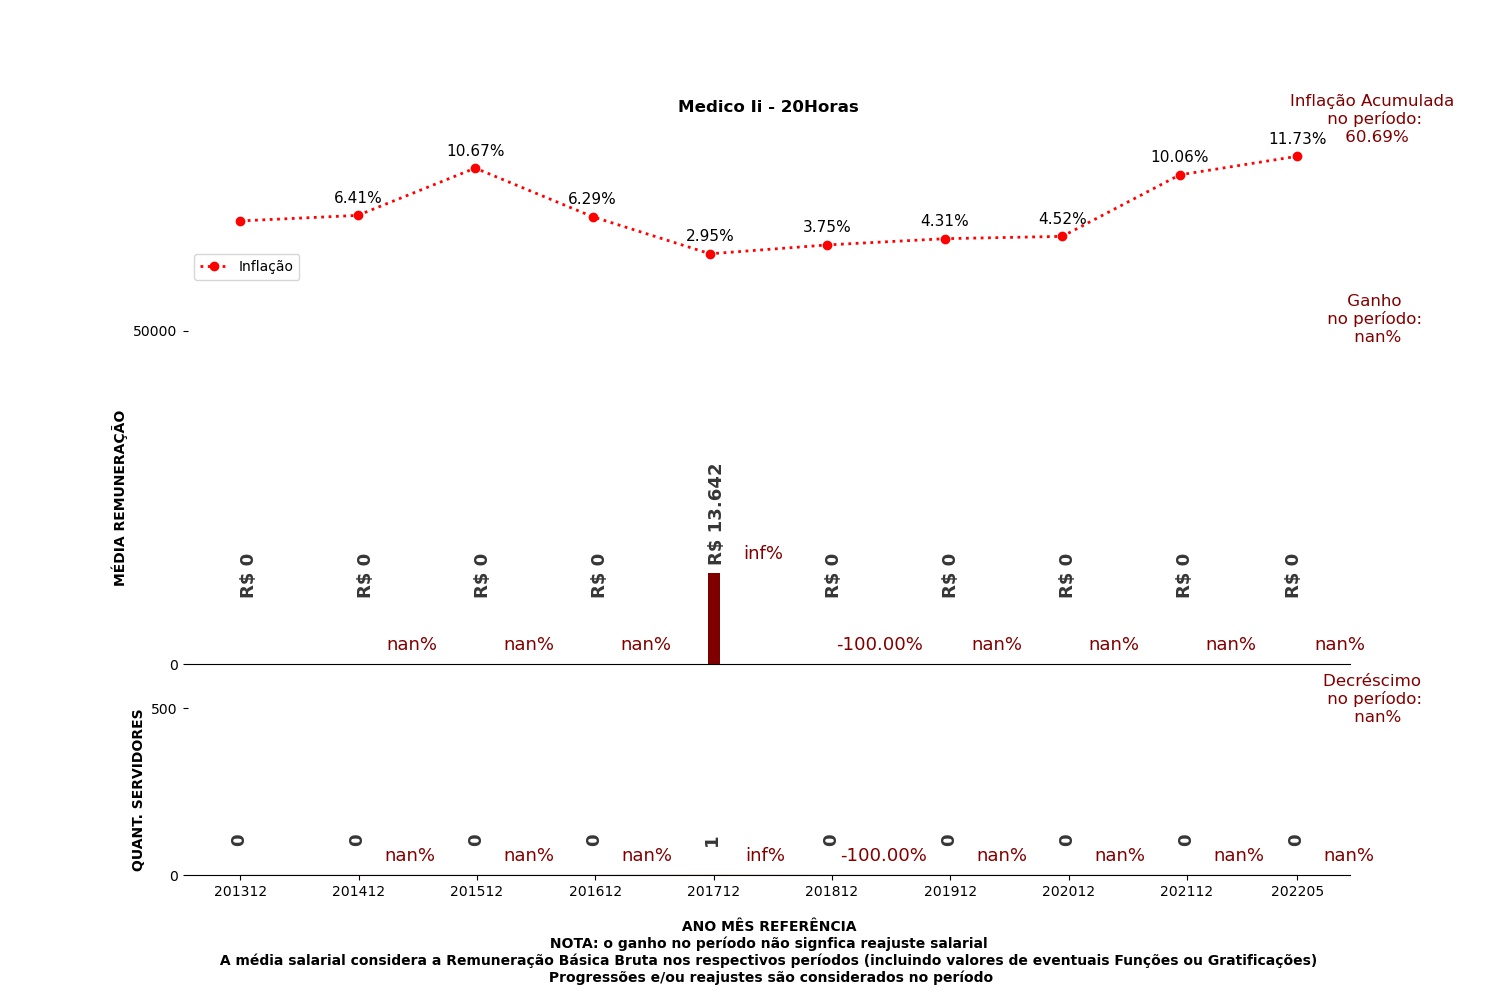 Medico Ii - 20Horas
Inflação Acumulada
no período:
60.69%
6.41%
10.67%
6.29%
2.95%
3.75%
4.31%
4.52%
10.06%
11.73%
Inflação
Ganho
no período:
nan%
50000
0
MÉDIA REMUNERAÇÃO
R$ 0
R$ 0
R$ 0
R$ 0
R$ 13.642
R$ 0
R$ 0
R$ 0
R$ 0
R$ 0
nan%
nan%
nan%
inf%
-100.00%
nan%
nan%
nan%
nan%
Decréscimo
no período:
nan%
500
0
QUANT. SERVIDORES
0
0
0
0
1
0
0
0
0
0
nan%
nan%
nan%
inf%
-100.00%
nan%
nan%
nan%
nan%
201312
201412
201512
201612
201712
201812
201912
202012
202112
202205
ANO MÊS REFERÊNCIA
NOTA: o ganho no período não signfica reajuste salarial
A média salarial considera a Remuneração Básica Bruta nos respectivos períodos (incluindo valores de eventuais Funções ou Gratificações)
Progressões e/ou reajustes são considerados no período